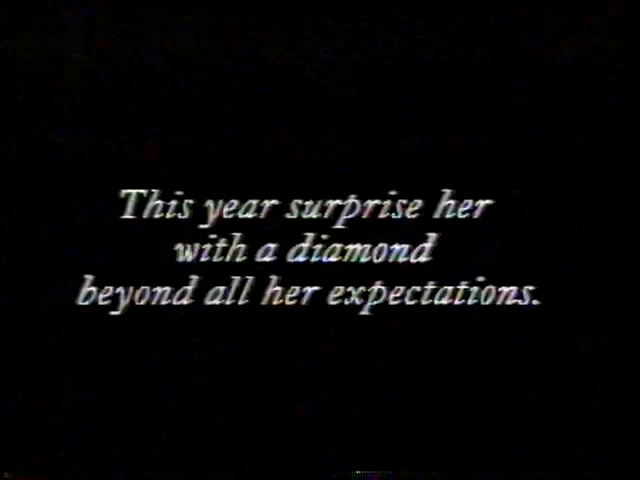 This year surprise her
with a diamond
beyond all her expectations.